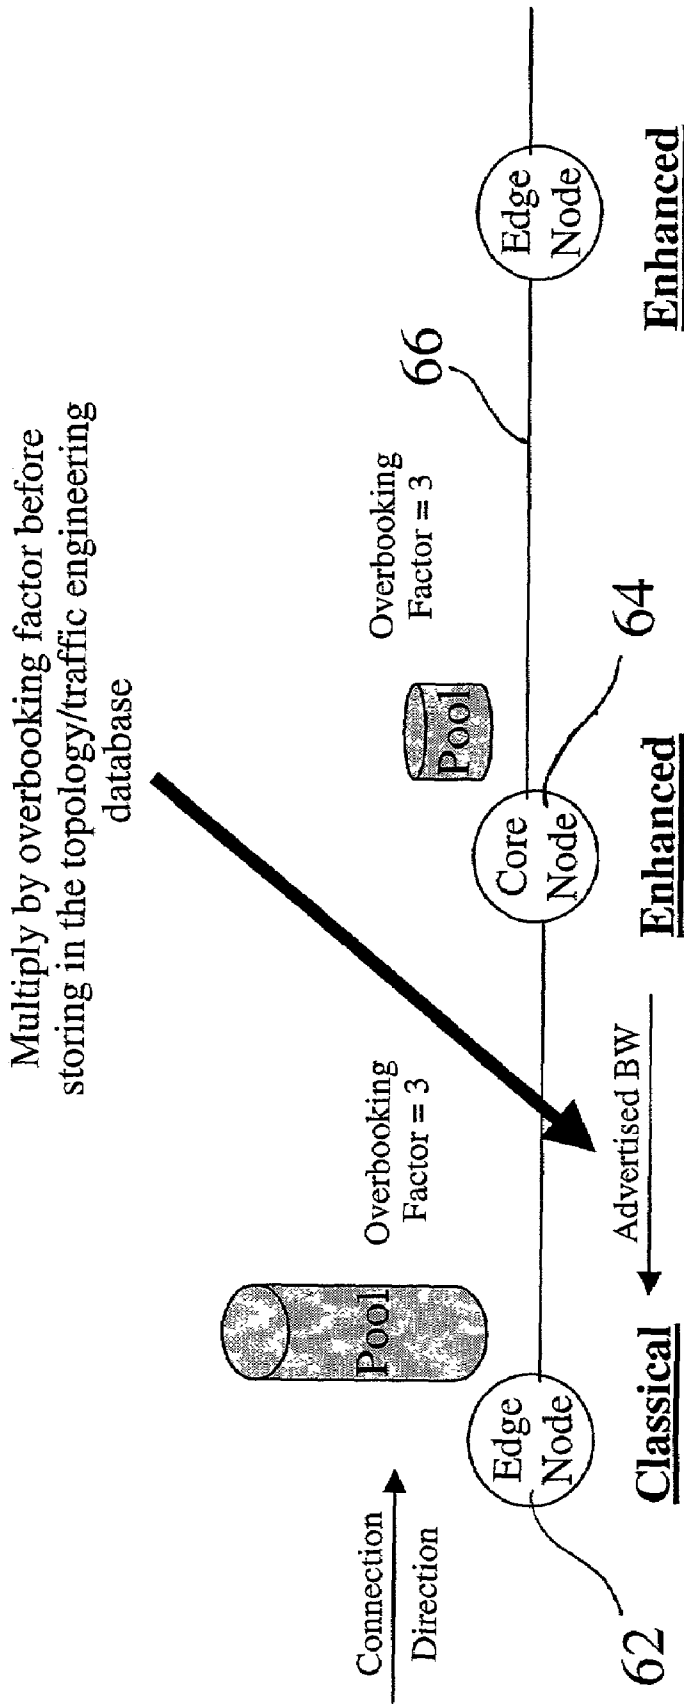 Multiply by overbooking factor before
storing in the topology/traffic engineering
database
Connection
Direction
Pool
Overbooking
Factor = 3
Pool
Overbooking
Factor = 3
66
Edge
Node
Core
Node
Edge
Node
62
64
Advertised BW
Classical
Enhanced
Enhanced